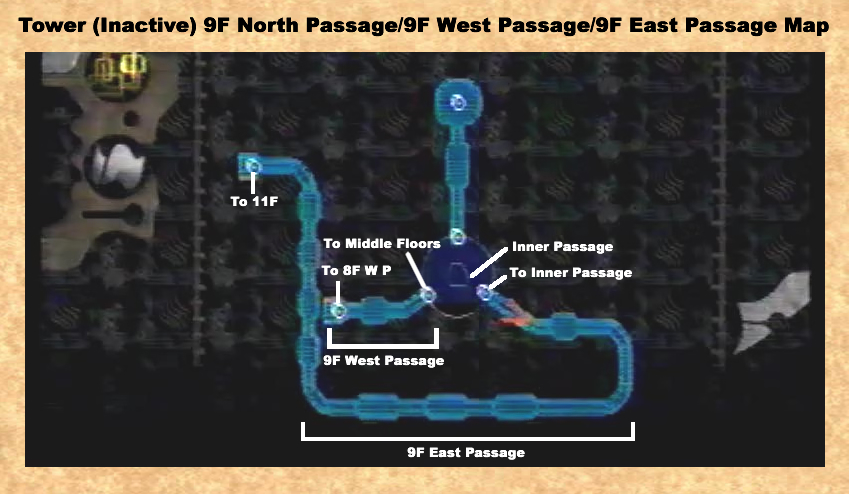 Tower (Inactive) 9F North Passage/9F West Passage/9F East Passage Map
To 11F
To Middle Floors
Inner Passage
To 8F W P
To Inner Passage
9F West Passage
9F East Passage